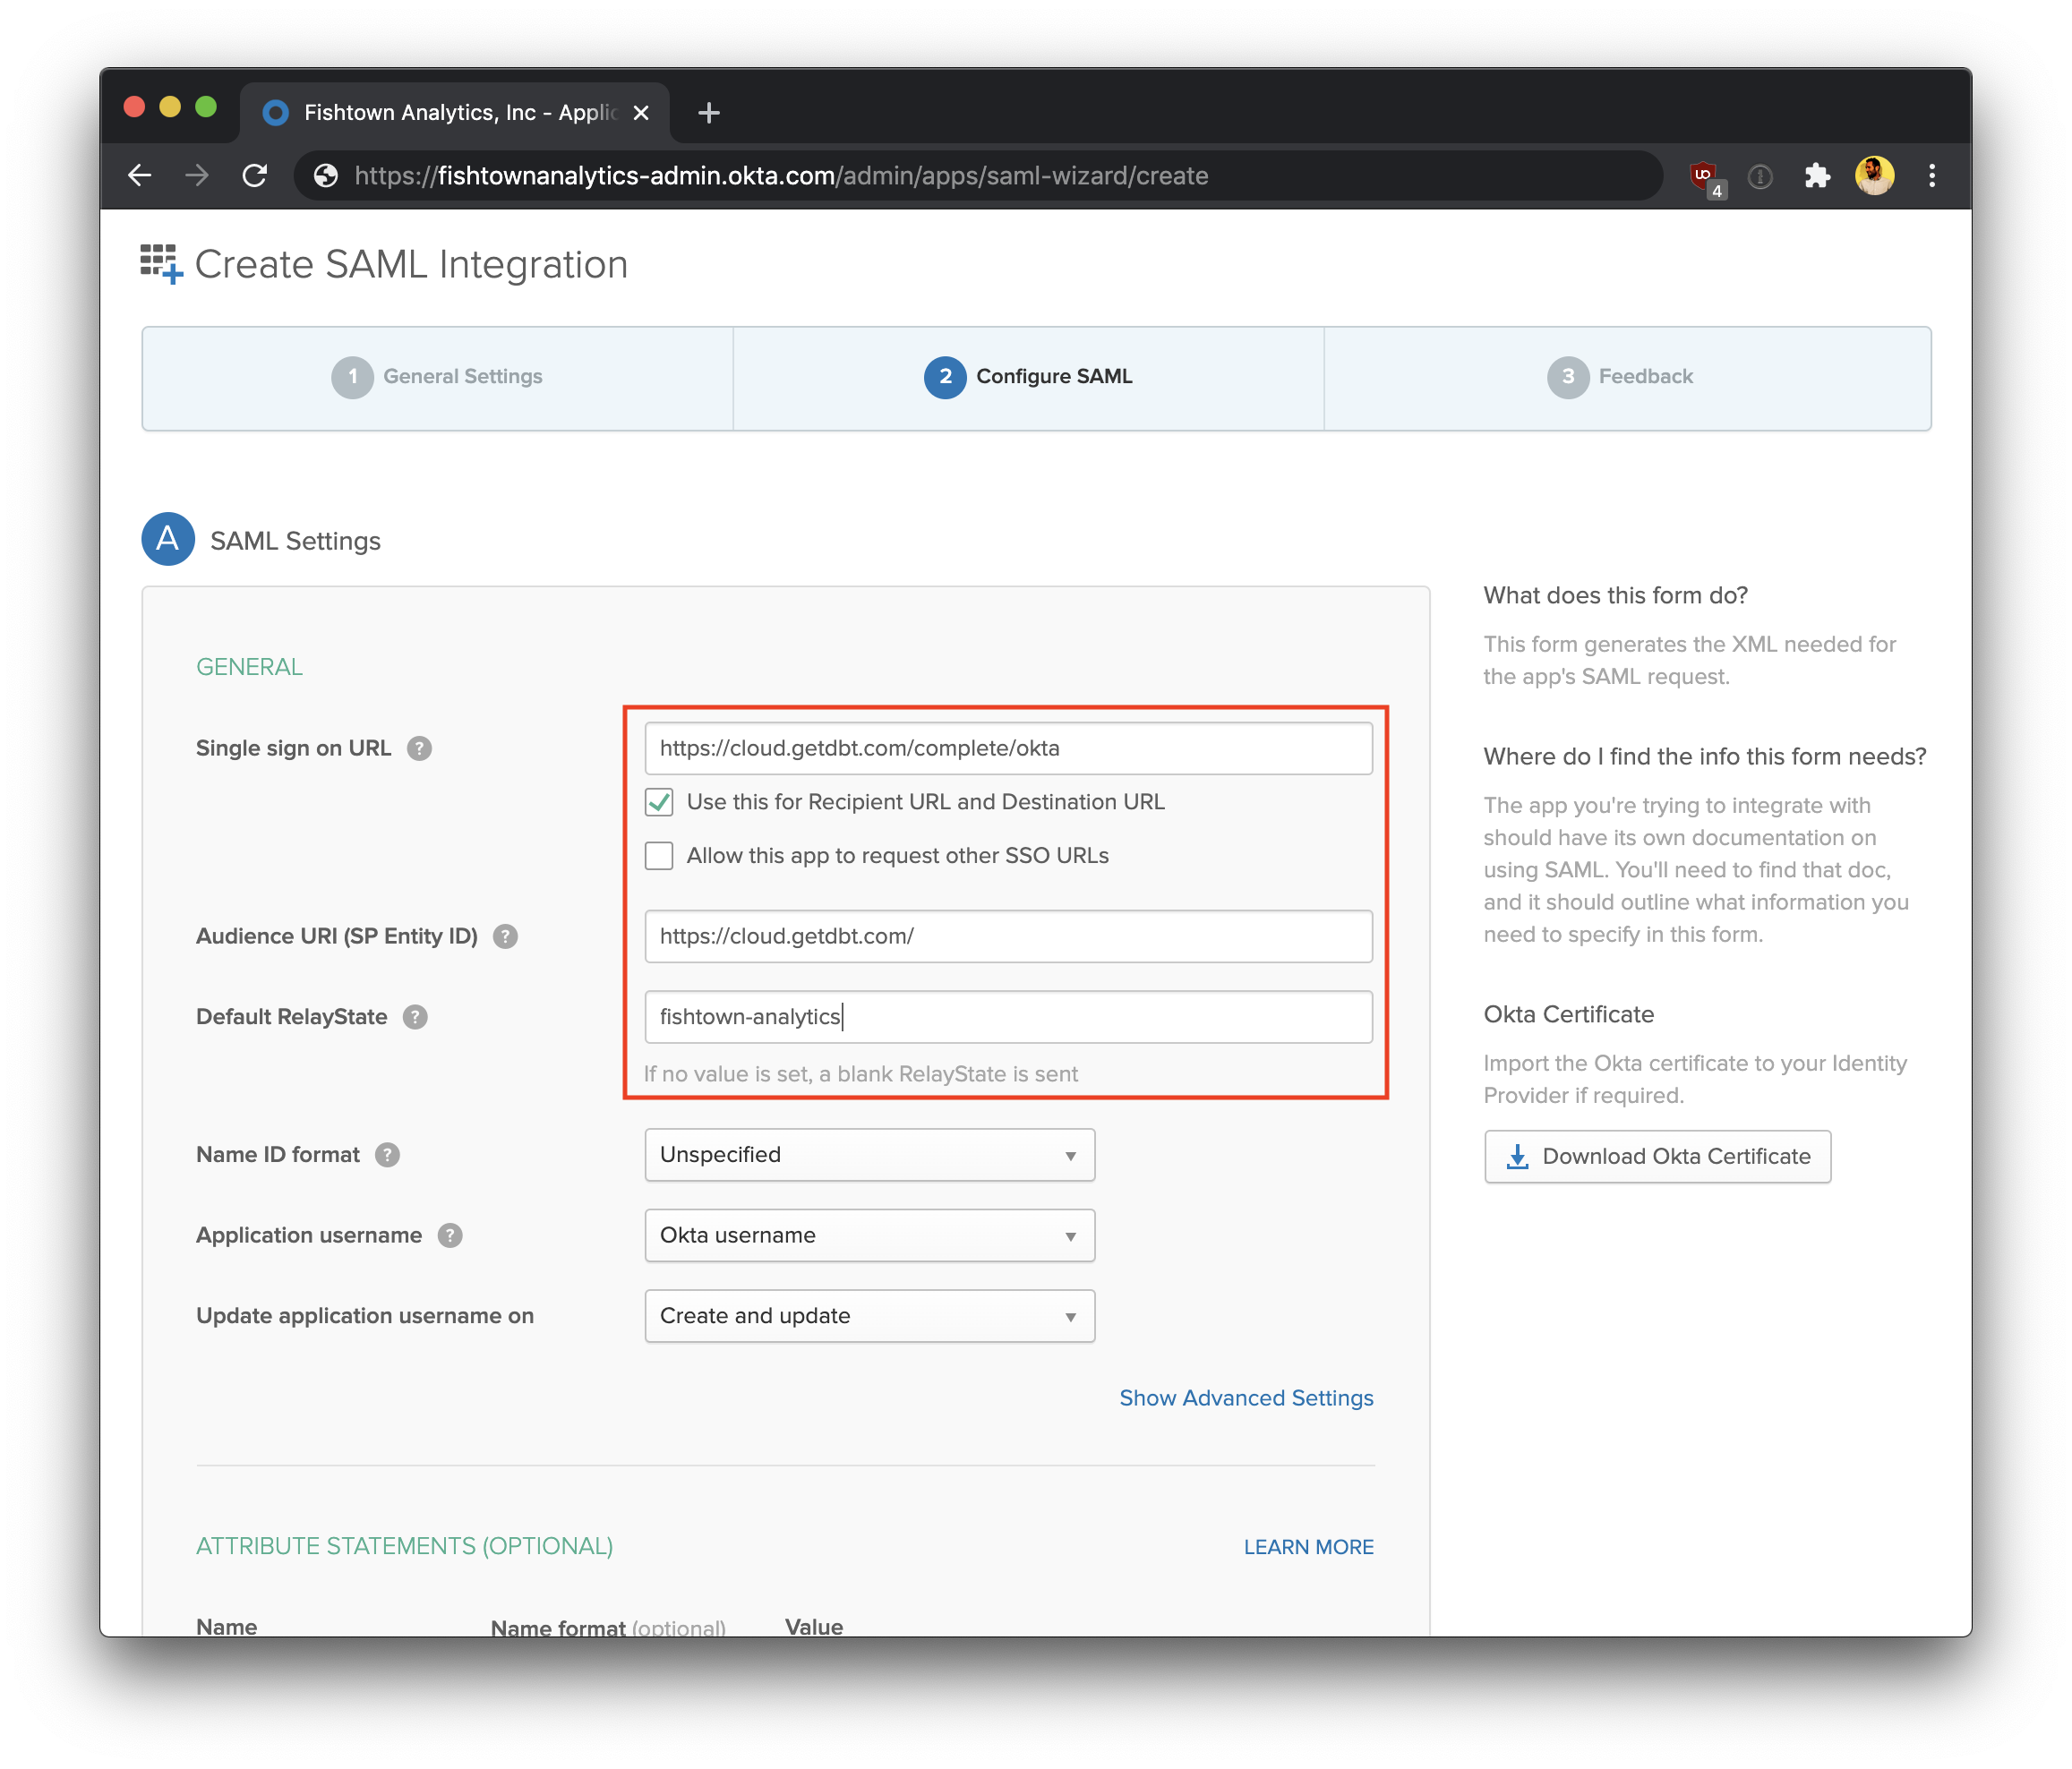 Fishtown Analytics, Inc - Applic
https://fishtownanalytics-admin.okta.com/admin/apps/saml-wizard/create
4
Create SAML Integration
1 General Settings
2 Configure SAML
3 Feedback
A SAML Settings
GENERAL
Single sign on URL ?
https://cloud.getdbt.com/complete/okta
Use this for Recipient URL and Destination URL
Allow this app to request other SSO URLs
Audience URI (SP Entity ID) ?
https://cloud.getdbt.com/
Default RelayState ?
fishtown-analytics
If no value is set, a blank RelayState is sent
Name ID format ?
Unspecified
Application username ?
Okta username
Update application username on
Create and update
Show Advanced Settings
ATTRIBUTE STATEMENTS (OPTIONAL)
LEARN MORE
Name
Name format (optional)
Value
What does this form do?
This form generates the XML needed for
the app's SAML request.
Where do I find the info this form needs?
The app you're trying to integrate with
should have its own documentation on
using SAML. You'll need to find that doc,
and it should outline what information you
need to specify in this form.
Okta Certificate
Import the Okta certificate to your Identity
Provider if required.
Download Okta Certificate